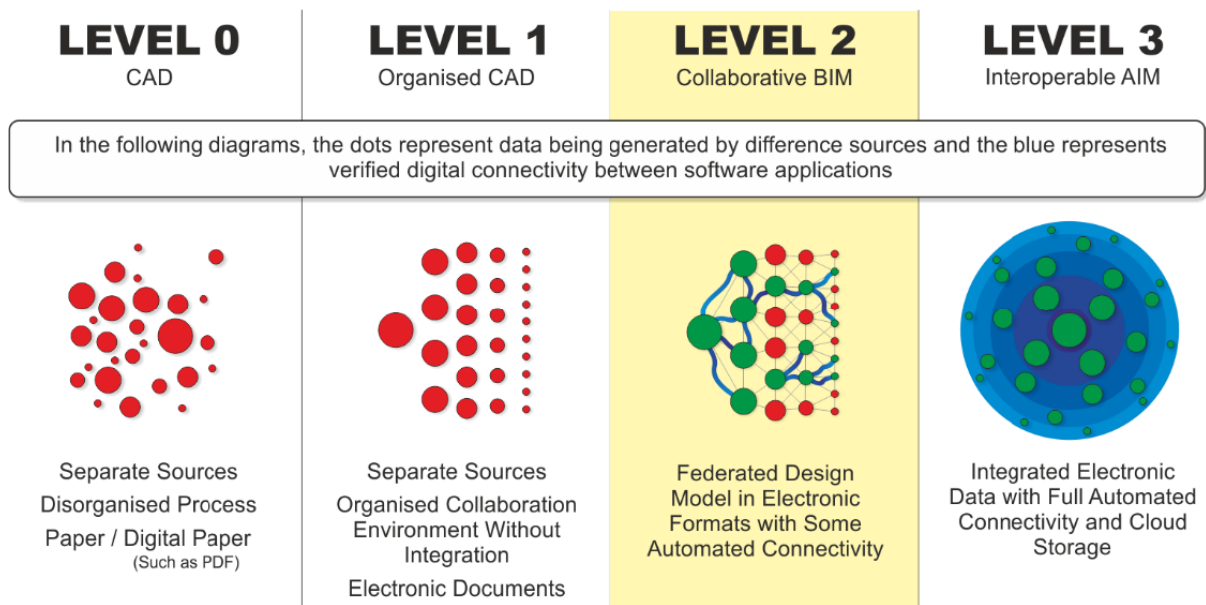 LEVEL 0
CAD
LEVEL 1
Organised CAD
LEVEL 2
Collaborative BIM
LEVEL 3
Interoperable AIM
In the following diagrams, the dots represent data being generated by difference sources and the blue represents
verified digital connectivity between software applications
Separate Sources
Disorganised Process
Paper / Digital Paper
(Such as PDF)
Separate Sources
Organised Collaboration
Environment Without
Integration
Electronic Documents
Federated Design
Model in Electronic
Formats with Some
Automated Connectivity
Integrated Electronic
Data with Full Automated
Connectivity and Cloud
Storage